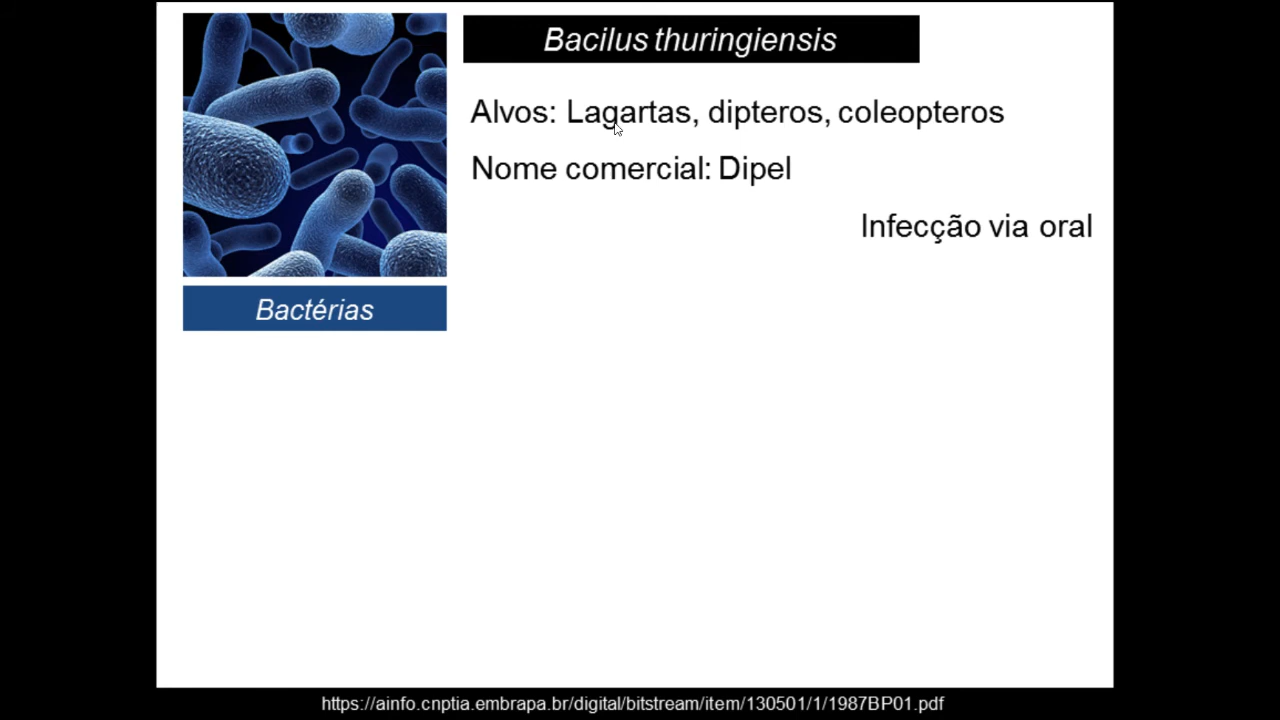 Bacilus thuringiensis
Alvos: Lagartas, dipteros, coleopteros
Nome comercial: Dipel
Infecção via oral
Bactérias
https://ainfo.cnptia.embrapa.br/digital/bitstream/item/130501/1/1987BP01.pdf